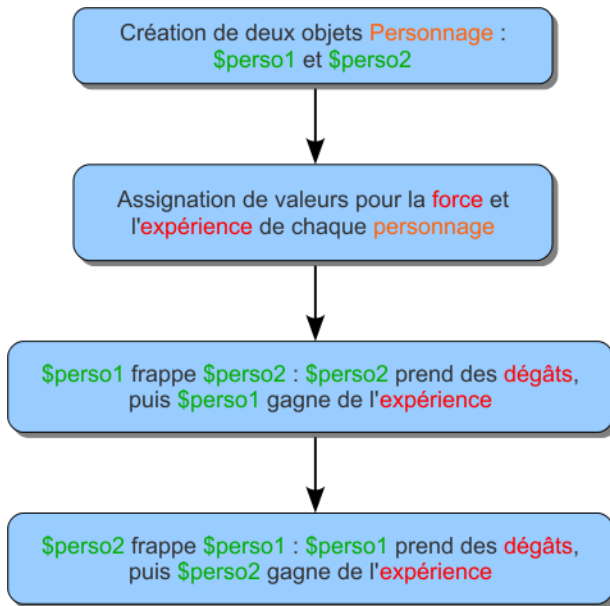 Création de deux objets Personnage :
$perso1 et $perso2
Assignation de valeurs pour la force et
l'expérience de chaque personnage
$perso1 frappe $perso2 : $perso2 prend des dégâts,
puis $perso1 gagne de l'expérience
$perso2 frappe $perso1 : $perso1 prend des dégâts,
puis $perso2 gagne de l'expérience